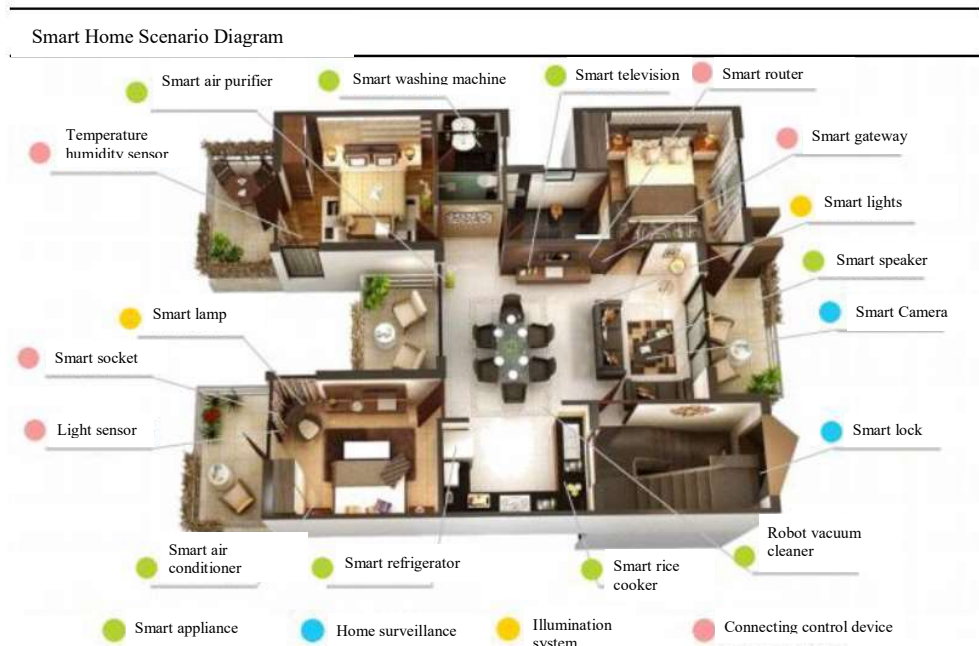 Smart Home Scenario Diagram
Smart air purifier
Smart washing machine
Smart television
Smart router
Temperature
humidity sensor
Smart gateway
Smart lights
Smart speaker
Smart lamp
Smart Camera
Smart socket
Light sensor
Smart lock
Smart air
conditioner
Smart refrigerator
Smart rice
cooker
Robot vacuum
cleaner
Smart appliance
Home surveillance
Illumination
system
Connecting control device